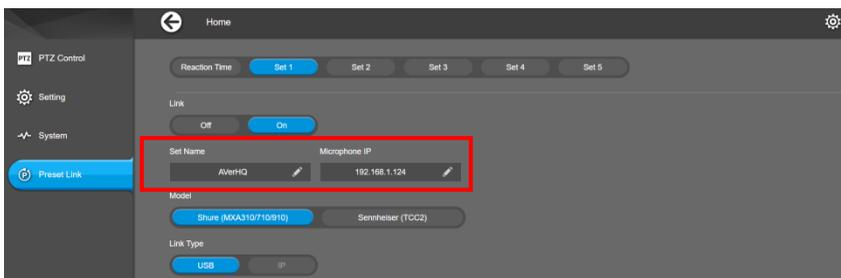 Home
PTZ PTZ Control
Setting
System
P Preset Link
Reaction Time Set 1 Set 2 Set 3 Set 4 Set 5
Link
Off On
Set Name Microphone IP
AVerHQ 192.168.1.124
Model
Shure (MXA310/710/910) Sennheiser (TCC2)
Link Type
USB IP